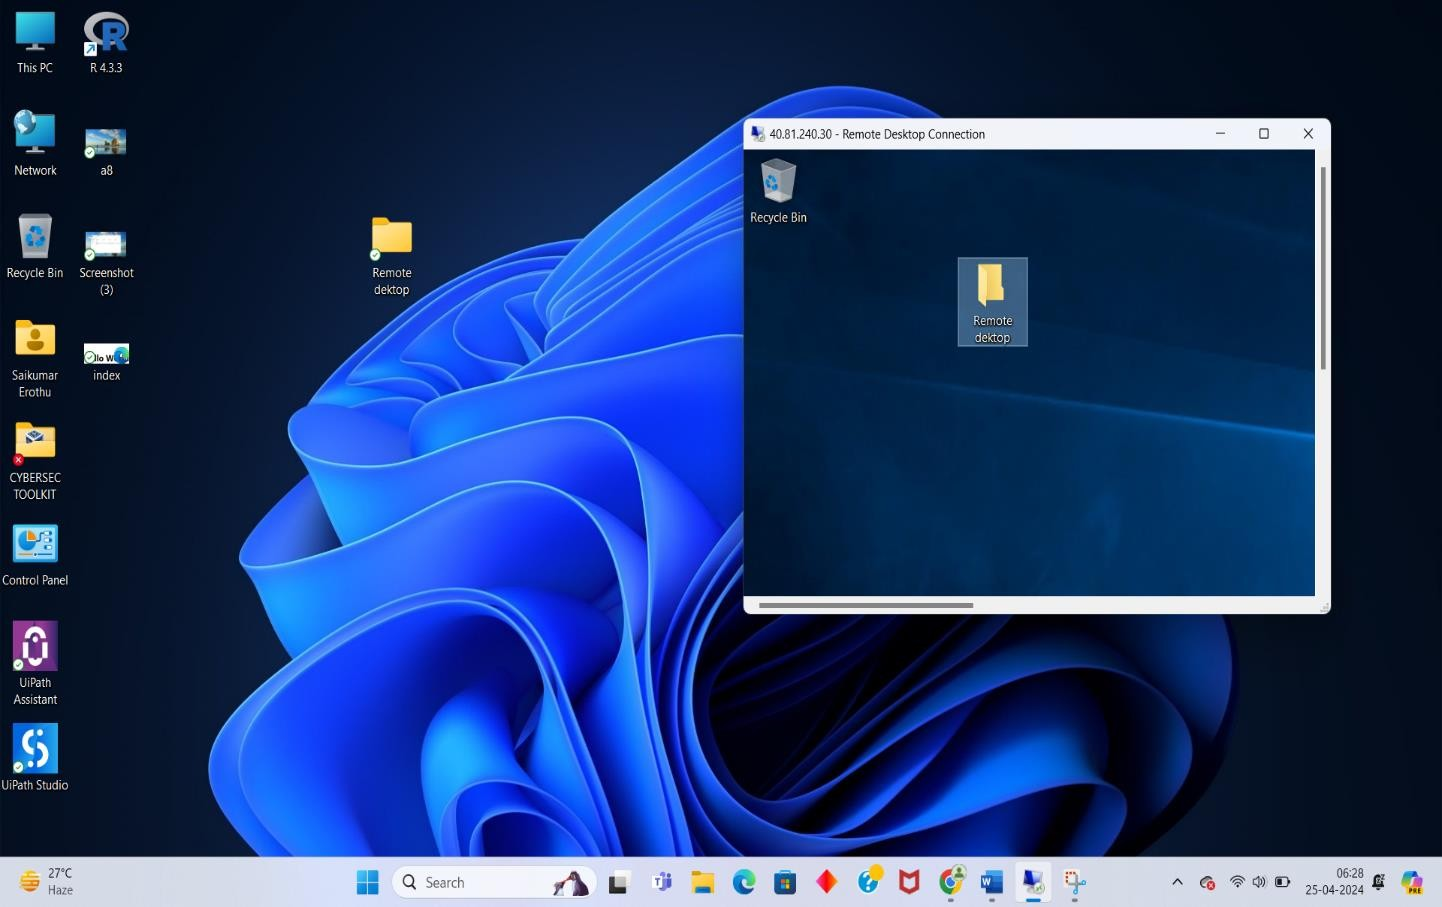 This PC
R 4.3.3
Network
a8
Recycle Bin
Screenshot
(3)
Saikumar
Erothu
index
CYBERSEC
TOOLKIT
Control Panel
UiPath
Assistant
UiPath Studio
Remote
dektop
40.81.240.30 - Remote Desktop Connection
Recycle Bin
Remote
dektop
27°C
Haze
Search
06:28
25-04-2024
PRE